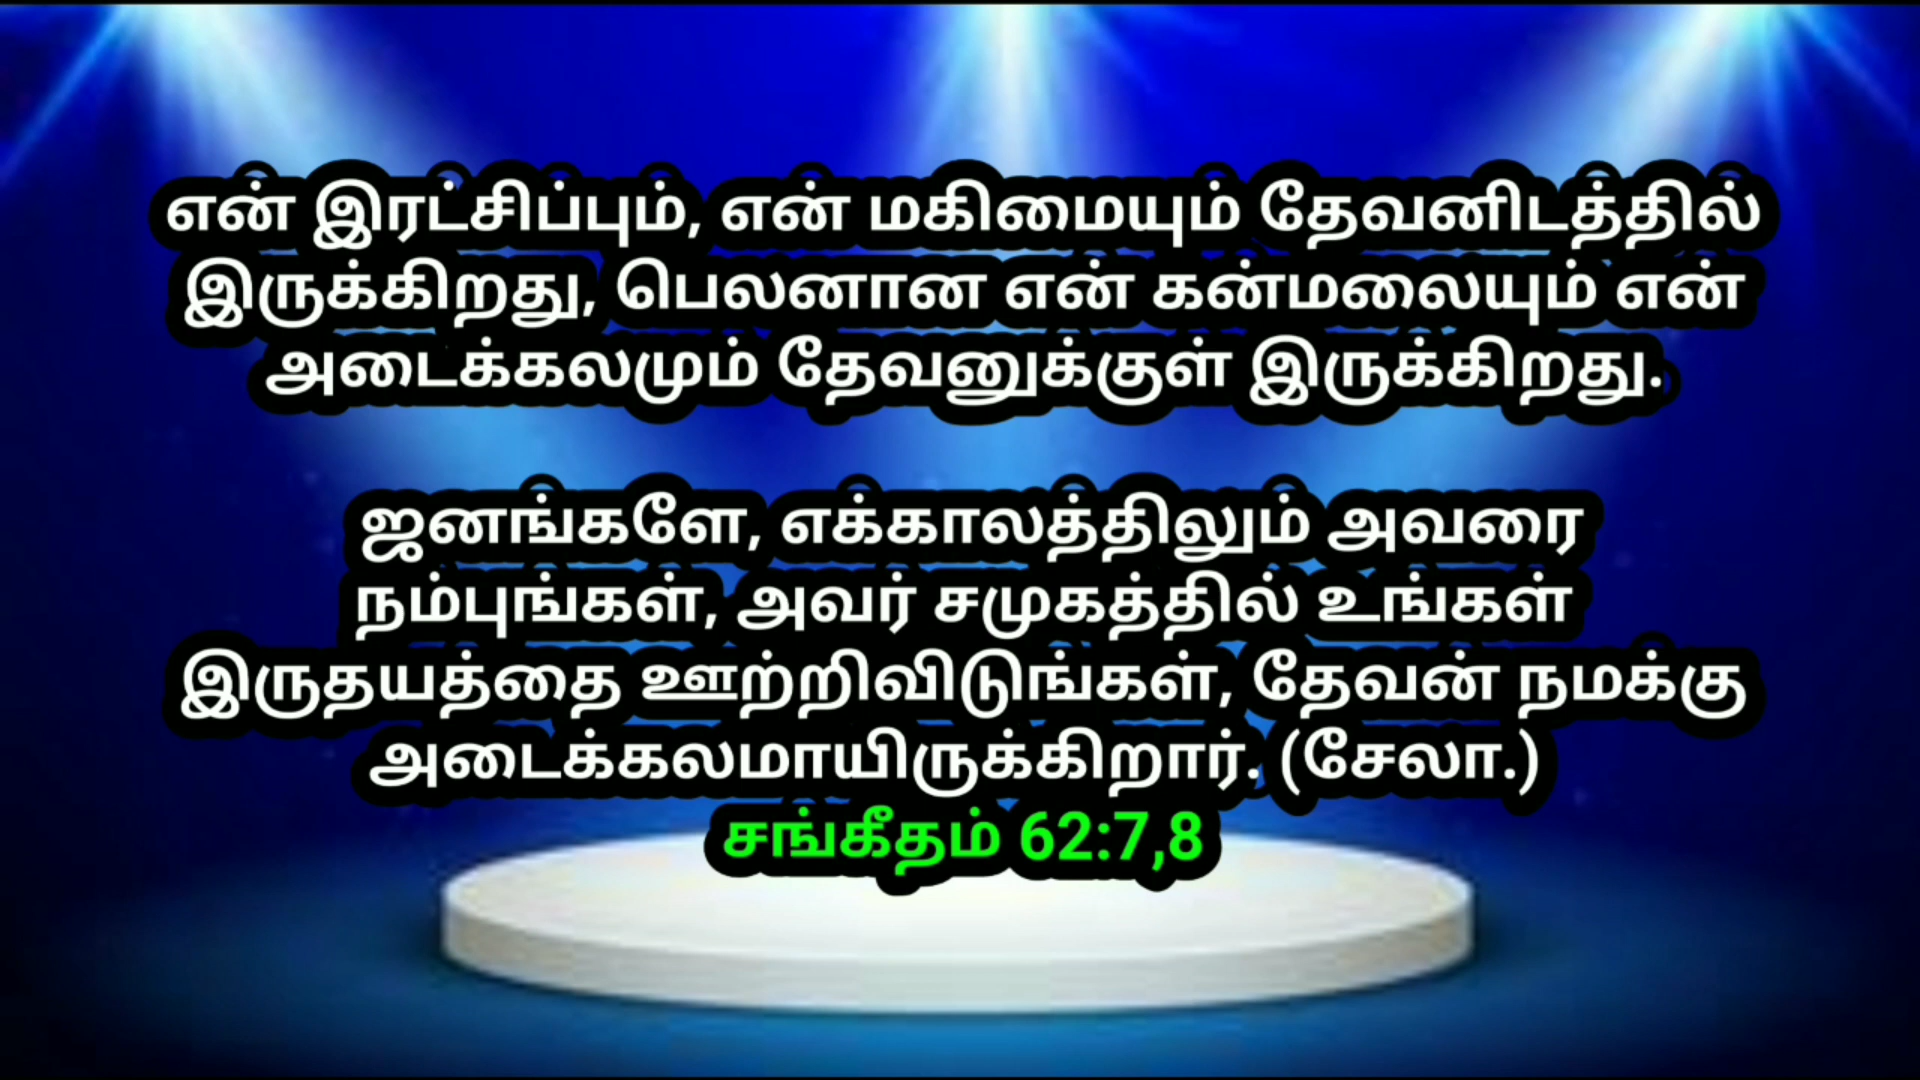 என் இரட்சிப்பும், என் மகிமையும் தேவனிடத்தில்
இருக்கிறது, பெலனான என் கன்மலையும் என்
அடைக்கலமும் தேவனுக்குள் இருக்கிறது.
ஜனங்களே, எக்காலத்திலும் அவரை
நம்புங்கள், அவர் சமுகத்தில் உங்கள்
இருதயத்தை ஊற்றிவிடுங்கள், தேவன் நமக்கு
அடைக்கலமாயிருக்கிறார். (சேலா.)
சங்கீதம் 62:7,8